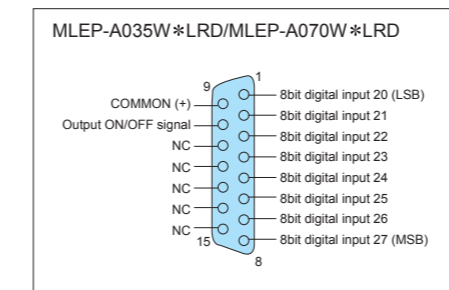 MLEP-A035W＊LRD/MLEP-A070W＊LRD
9
1
COMMON (+)
Output ON/OFF signal
NC
NC
NC
NC
NC
15
8bit digital input 20 (LSB)
8bit digital input 21
8bit digital input 22
8bit digital input 23
8bit digital input 24
8bit digital input 25
8bit digital input 26
8bit digital input 27 (MSB)
8